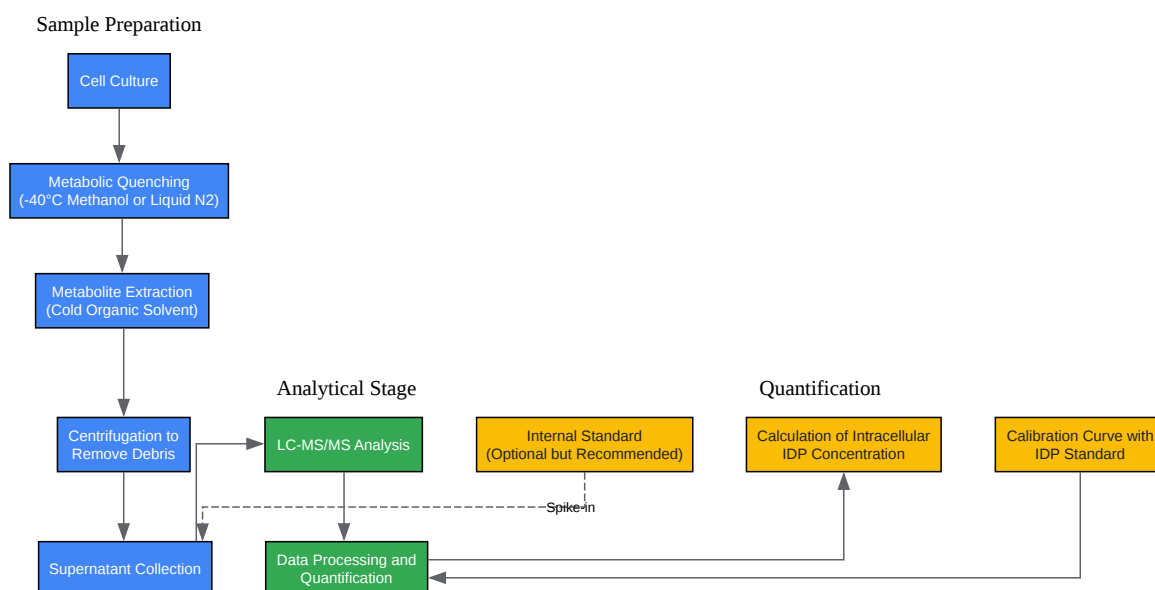 Sample Preparation
Cell Culture
Metabolic Quenching
(-40°C Methanol or Liquid N2)
Metabolite Extraction
(Cold Organic Solvent)
Analytical Stage
Quantification
Centrifugation to
Remove Debris
LC-MS/MS Analysis
Internal Standard
(Optional but Recommended)
Calculation of Intracellular
IDP Concentration
Calibration Curve with
IDP Standard
Spike-in
Supernatant Collection
Data Processing and
Quantification